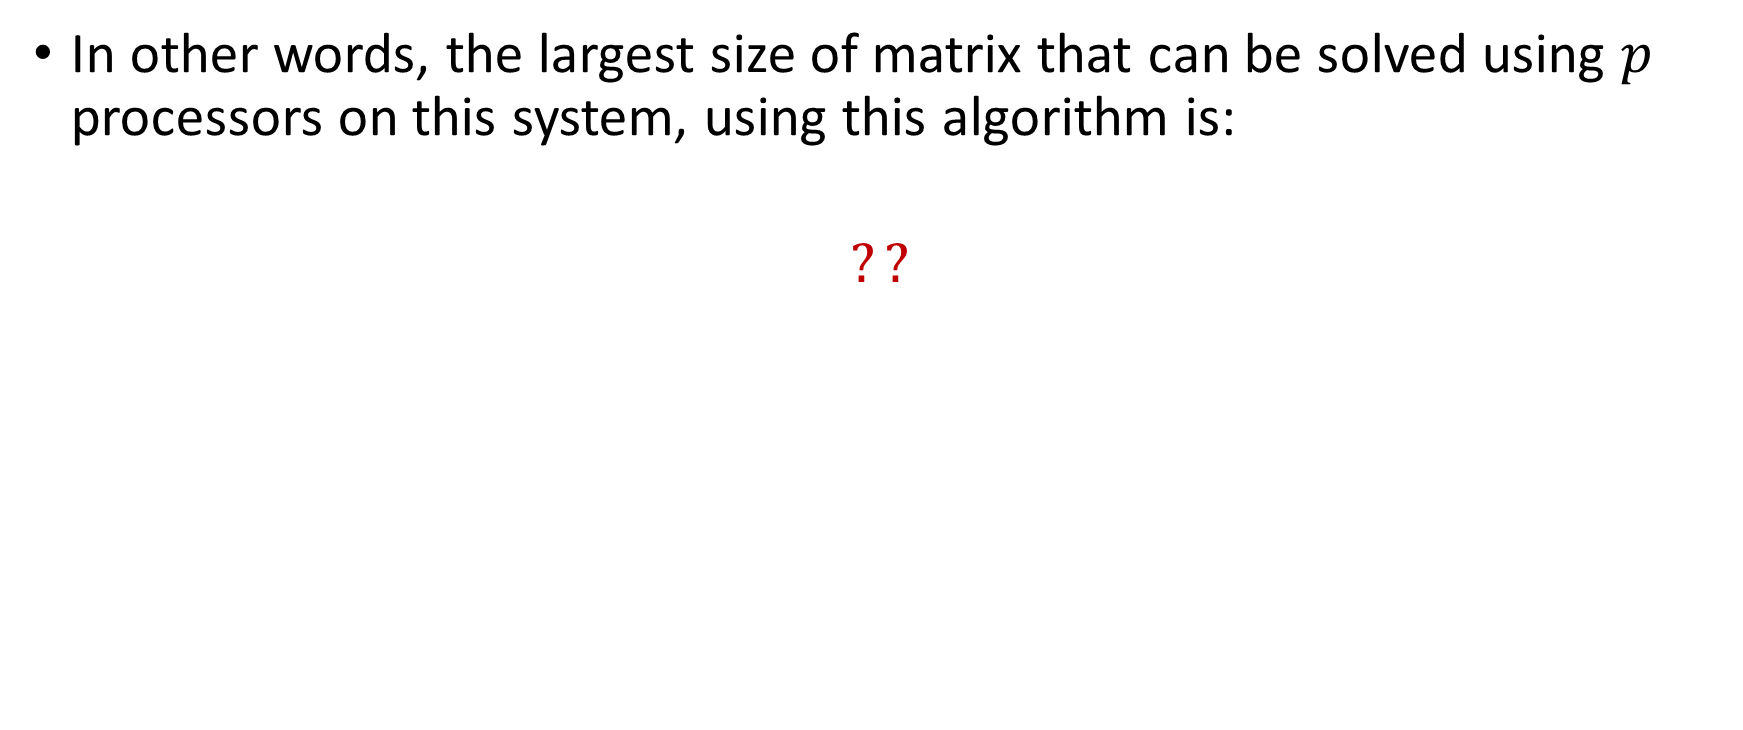 • In other words, the largest size of matrix that can be solved using p
processors on this system, using this algorithm is:
? ?